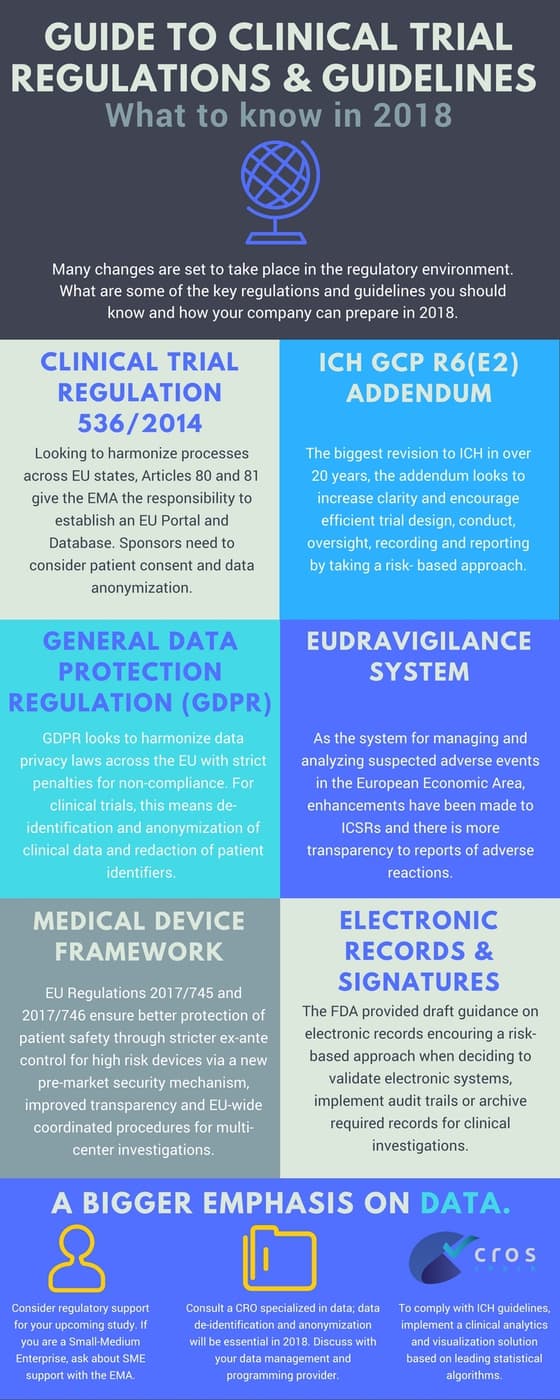 GUIDE TO CLINICAL TRIAL
REGULATIONS & GUIDELINES
What to know in 2018
Many changes are set to take place in the regulatory environment.
What are some of the key regulations and guidelines you should
know and how your company can prepare in 2018.
CLINICAL TRIAL
REGULATION
536/2014
Looking to harmonize processes
across EU states, Articles 80 and 81
give the EMA the responsibility to
establish an EU Portal and
Database. Sponsors need to
consider patient consent and data
anonymization.
ICH GCP R6(E2)
ADDENDUM
The biggest revision to ICH in over
20 years, the addendum looks to
increase clarity and encourage
efficient trial design, conduct,
oversight, recording and reporting
by taking a risk- based approach.
GENERAL DATA
PROTECTION
REGULATION (GDPR)
GDPR looks to harmonize data
privacy laws across the EU with strict
penalties for non-compliance. For
clinical trials, this means de-
identification and anonymization of
clinical data and redaction of patient
identifiers.
EUDRAVIGILANCE
SYSTEM
As the system for managing and
analyzing suspected adverse events
in the European Economic Area,
enhancements have been made to
ICSRs and there is more
transparency to reports of adverse
reactions.
MEDICAL DEVICE
FRAMEWORK
EU Regulations 2017/745 and
2017/746 ensure better protection of
patient safety through stricter ex-ante
control for high risk devices via a new
pre-market security mechanism,
improved transparency and EU-wide
coordinated procedures for multi-
center investigations.
ELECTRONIC
RECORDS &
SIGNATURES
The FDA provided draft guidance on
electronic records encouring a risk-
based approach when deciding to
validate electronic systems,
implement audit trails or archive
required records for clinical
investigations.
A BIGGER EMPHASIS ON DATA.
Consider regulatory support
for your upcoming study. If
you are a Small-Medium
Enterprise, ask about SME
support with the EMA.
Consult a CRO specialized in data; data
de-identification and anonymization
will be essential in 2018. Discuss with
your data management and
programming provider.
cros
To comply with ICH guidelines,
implement a clinical analytics
and visualization solution
based on leading statistical
algorithms.